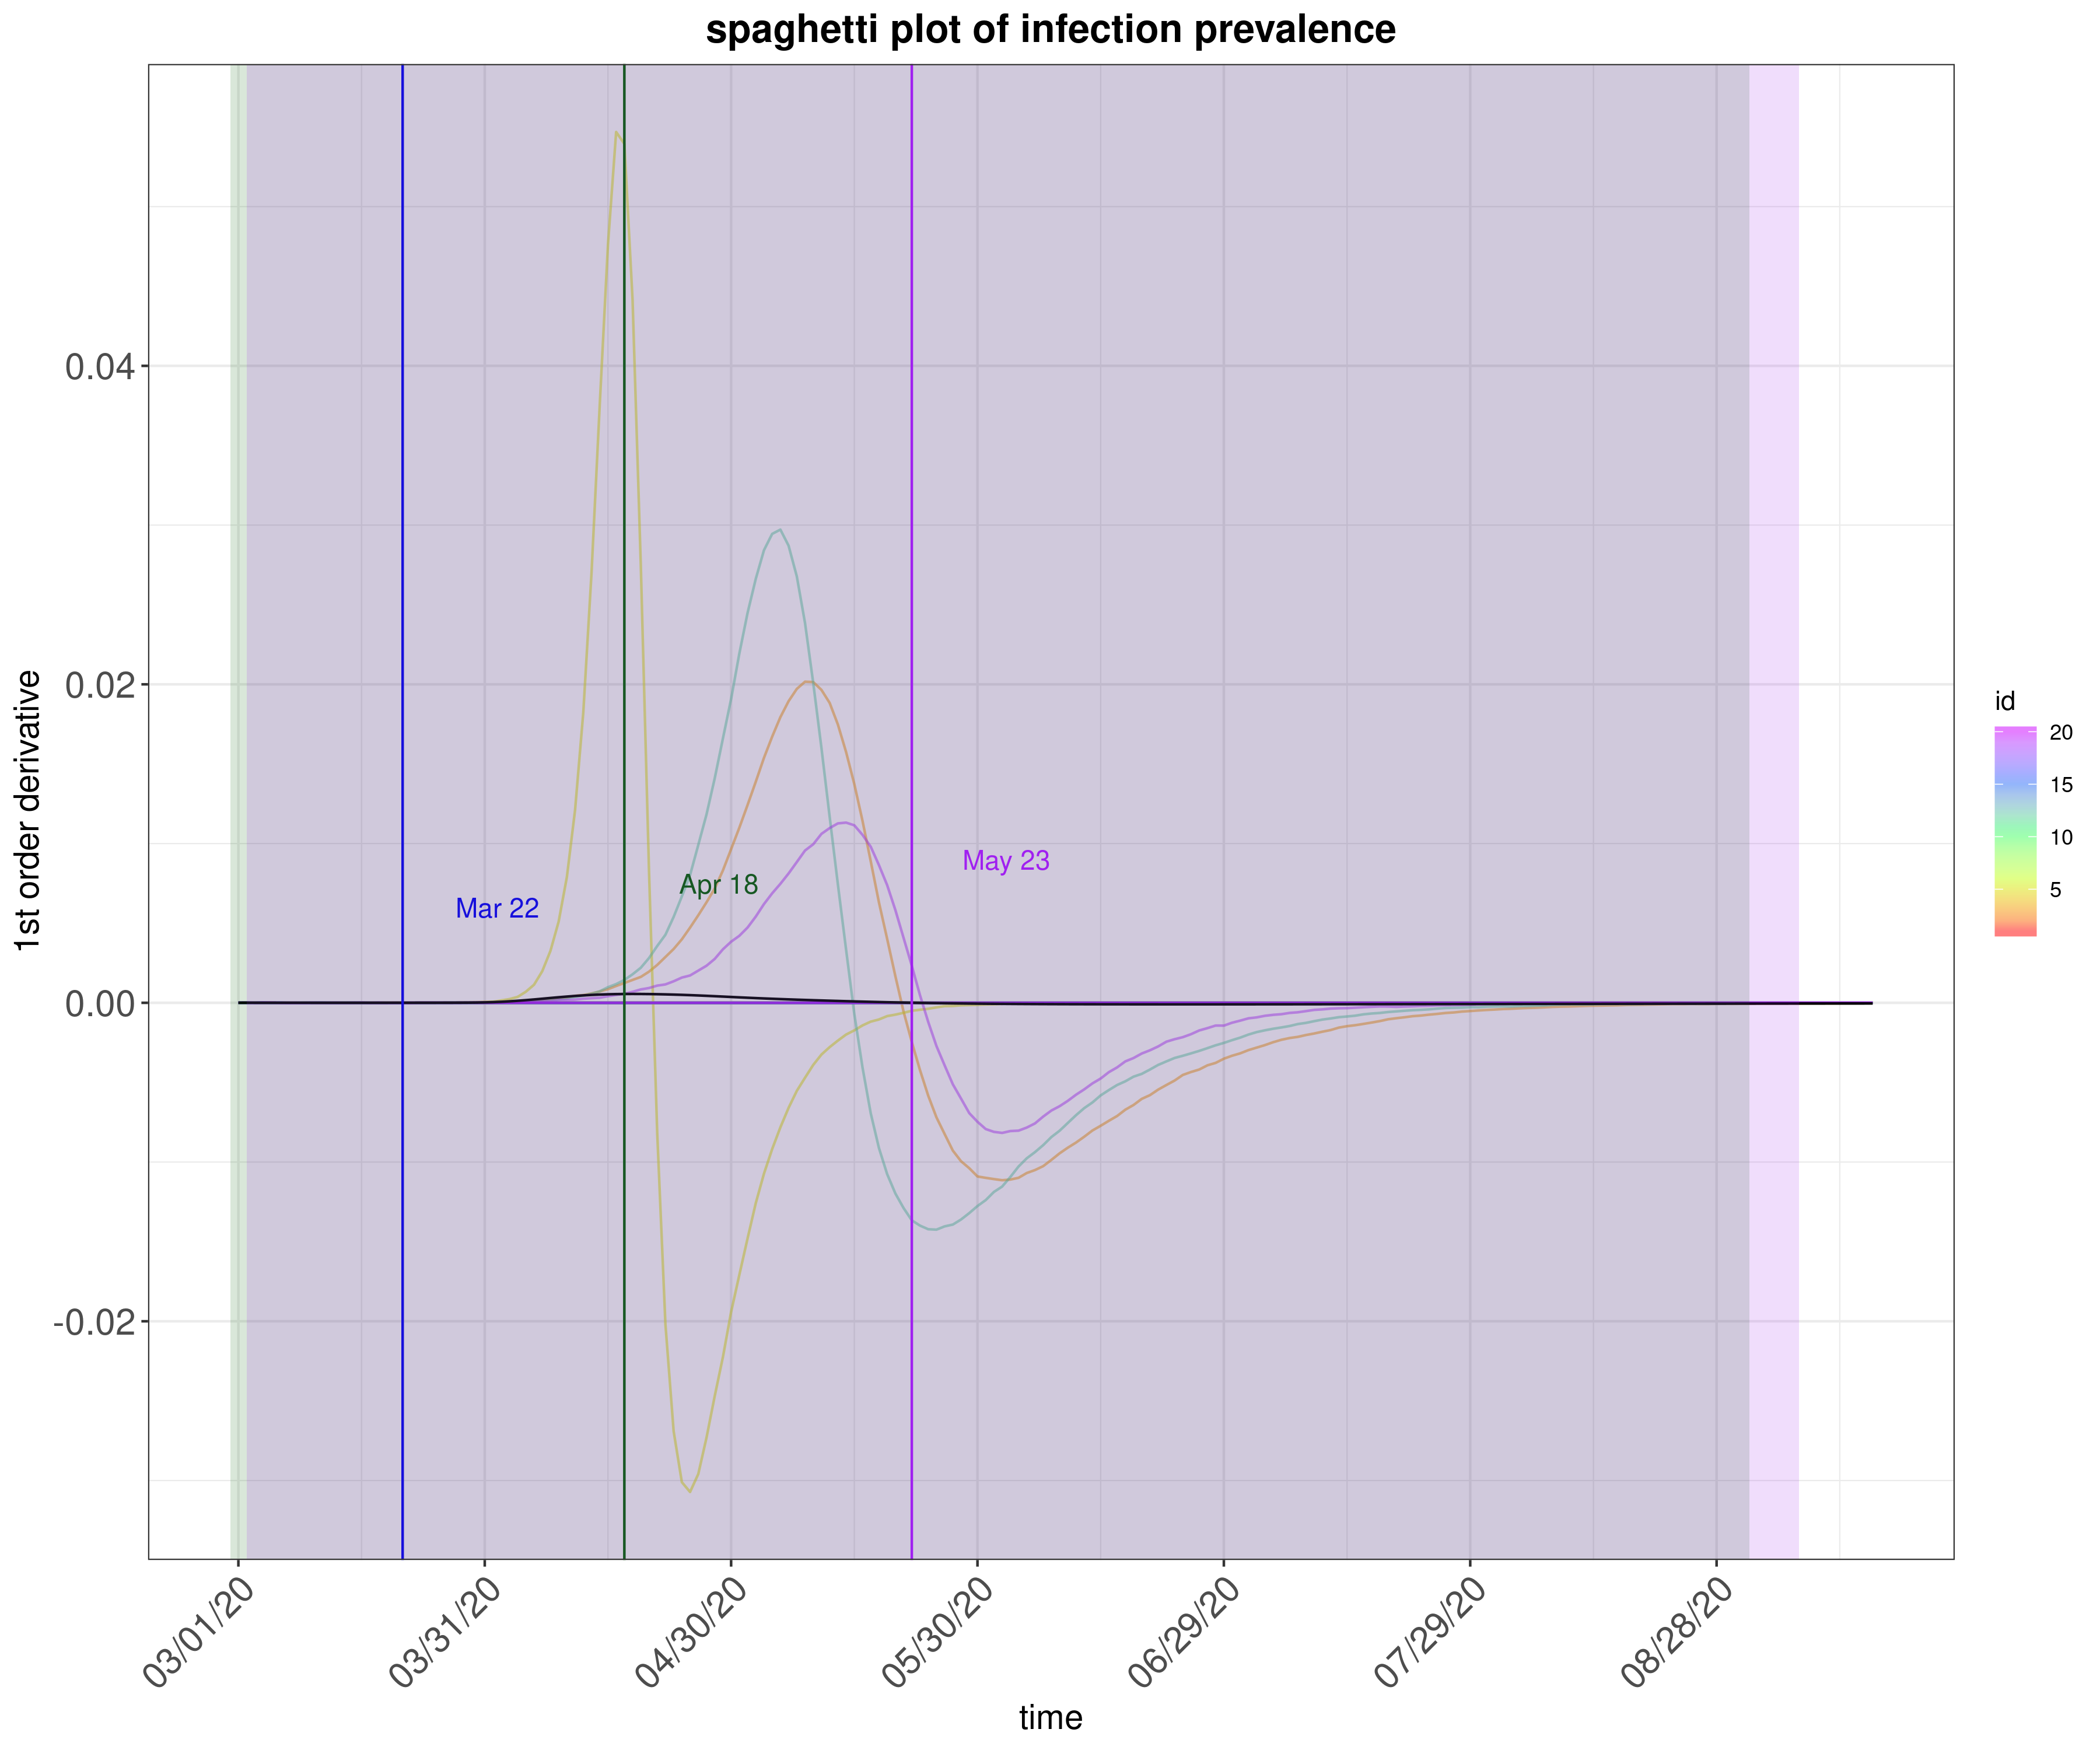 spaghetti plot of infection prevalence
1st order derivative
0.04
0.02
0.00
-0.02
Mar 22
Apr 18
May 23
id
20
15
10
5
03/01/20
03/31/20
04/30/20
05/30/20
06/29/20
07/29/20
08/28/20
time